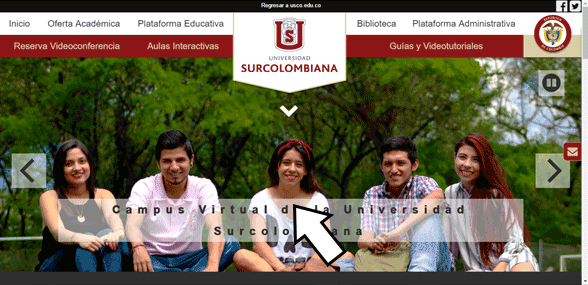 Regresar a usco.edu.co
Inicio Oferta Académica Plataforma Educativa Biblioteca Plataforma Administrativa
Reserva Videoconferencia Aulas Interactivas Guías y Videotutoriales
UNIVERSIDAD
SURCOLOMBIANA
Campus Virtual de la Universidad
Surcolombiana